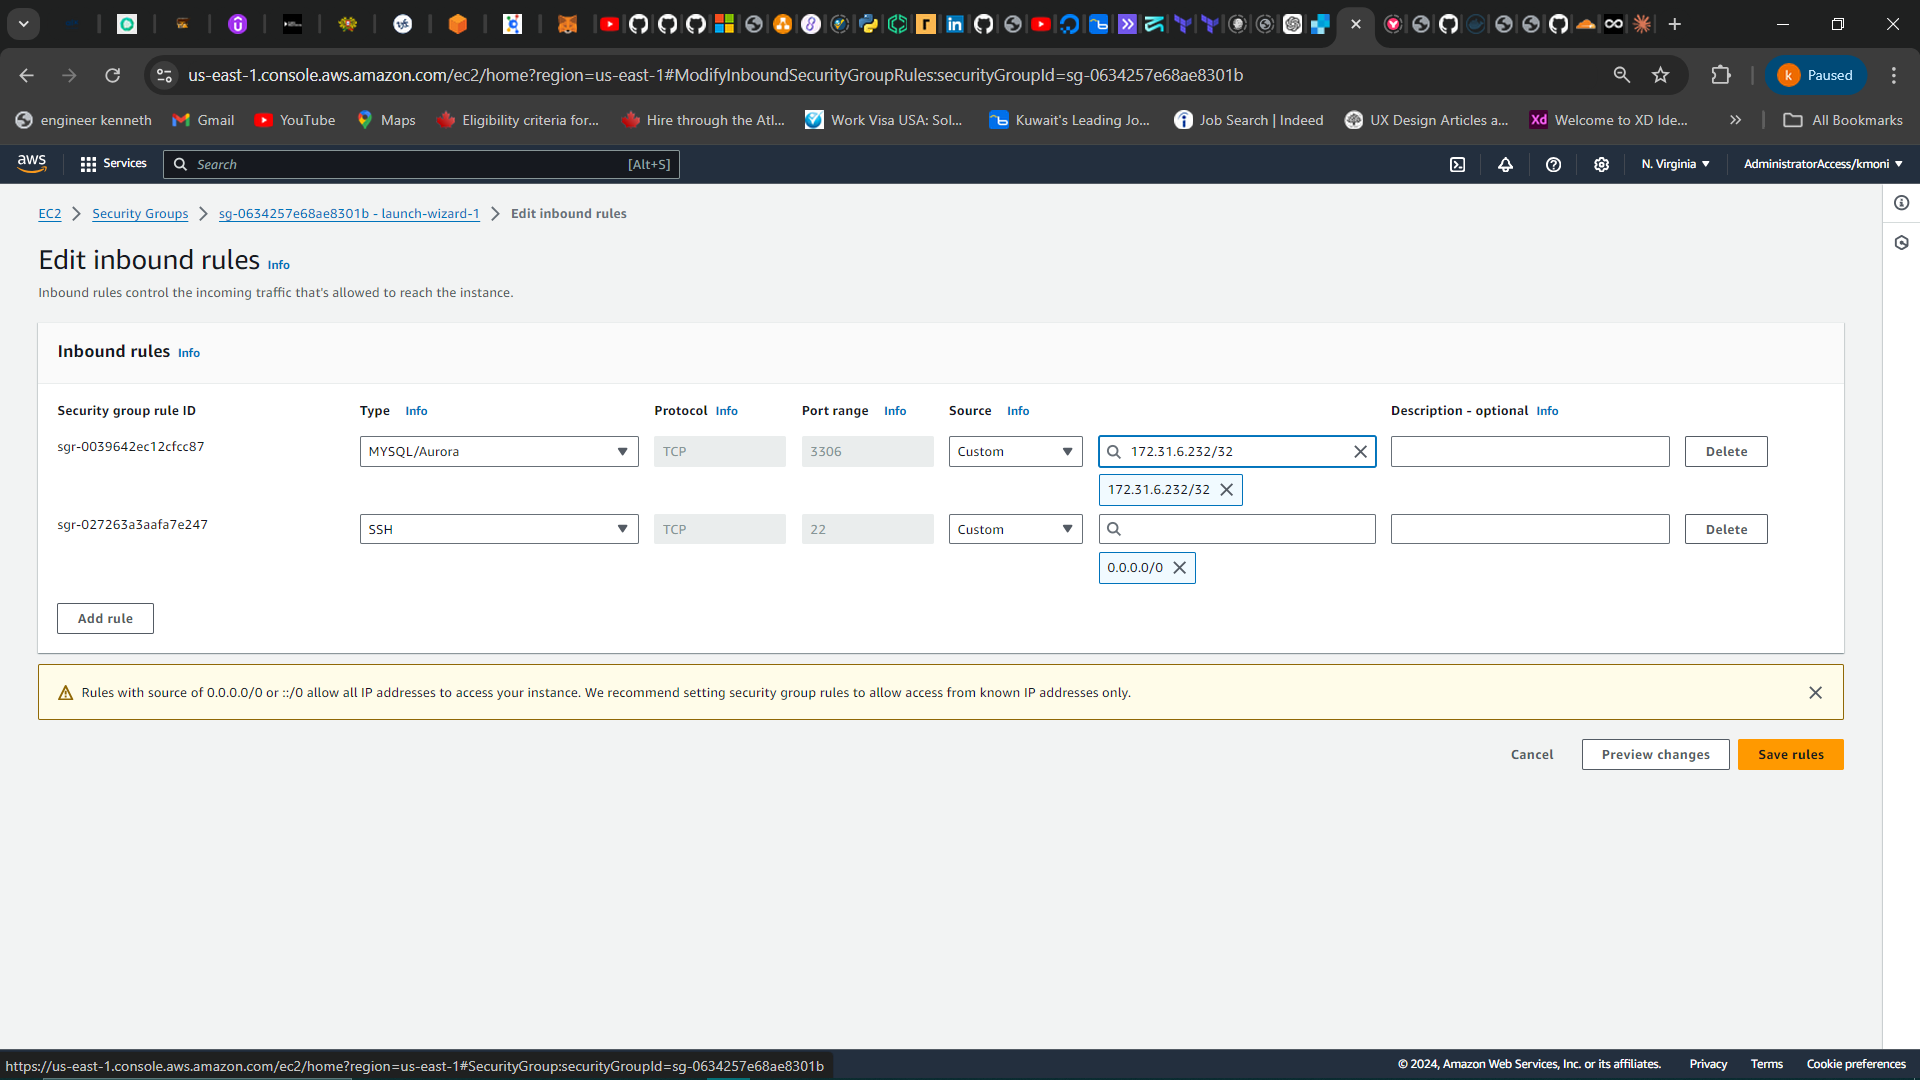 us-east-1.console.aws.amazon.com/ec2/home?region=us-east-1#ModifyInboundSecurityGroupRules:securityGroupId=sg-0634257e68ae8301b
k Paused
engineer kenneth Gmail YouTube Maps Eligibility criteria for... Hire through the Atl... Work Visa USA: Sol... Kuwait's Leading Jo... Job Search | Indeed UX Design Articles a... Xd Welcome to XD Ide... All Bookmarks
aws Services Search [Alt+S] N. Virginia AdministratorAccess/kmoni
EC2 Security Groups sg-0634257e68ae8301b - launch-wizard-1 Edit inbound rules
Edit inbound rules Info
Inbound rules control the incoming traffic that's allowed to reach the instance.
Inbound rules Info
Security group rule ID Type Info Protocol Info Port range Info Source Info Description - optional Info
sgr-0039642ec12cfcc87 MYSQL/Aurora TCP 3306 Custom 172.31.6.232/32 Delete
172.31.6.232/32
sgr-027263a3aafa7e247 SSH TCP 22 Custom Delete
0.0.0.0/0
Add rule
Rules with source of 0.0.0.0/0 or ::/0 allow all IP addresses to access your instance. We recommend setting security group rules to allow access from known IP addresses only.
Cancel Preview changes Save rules
https://us-east-1.console.aws.amazon.com/ec2/home?region=us-east-1#SecurityGroup:securityGroupId=sg-0634257e68ae8301b
© 2024, Amazon Web Services, Inc. or its affiliates. Privacy Terms Cookie preferences